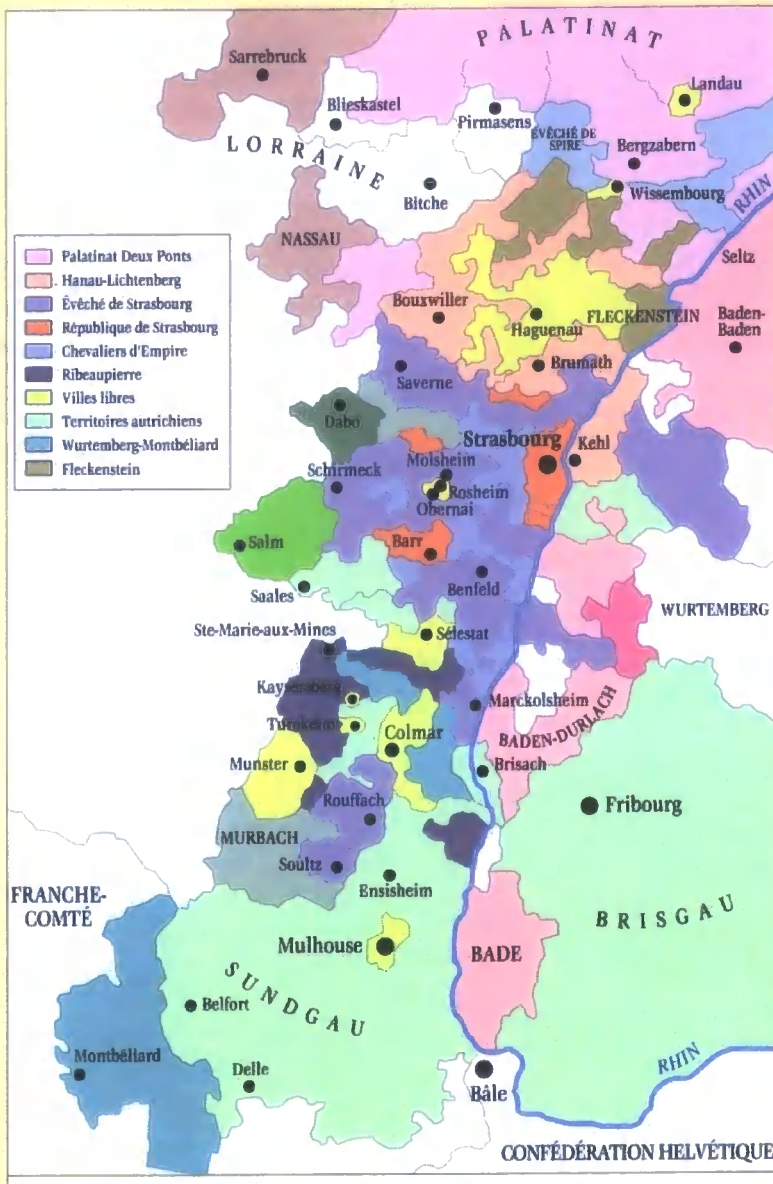 PALATINAT
Sarrebruck
Landau
Blieskastel
Pirmasens
ÉVÊCHÉ DE
SPIRE
Bergzabern
LORRAINE
Wissembourg
Bitche
RHIN
NASSAU
Seltz
Palatinat Deux Ponts
Hanau-Lichtenberg
Évêché de Strasbourg
République de Strasbourg
Chevaliers d'Empire
Ribeaupierre
Villes libres
Territoires autrichiens
Wurtemberg-Montbéliard
Fleckenstein
Bouxwiller
Haguenau
FLECKENSTEIN
Baden-
Baden
Saverne
Brumath
Dabo
Strasbourg
Kehl
Molsheim
Schirmeck
Rosheim
Obernai
Salm
Barr
Saales
Benfeld
WURTEMBERG
Ste-Marie-aux-Mines
Sélestat
Kaysersberg
Marckolsheim
Turckheim
Colmar
BADEN-DURLACH
Munster
Brisach
Rouffach
Fribourg
MURBACH
Soultz
Ensisheim
FRANCHE-
COMTÉ
BRISGAU
Mulhouse
BADE
SUNDGAU
Belfort
Montbéliard
Delle
Bâle
RHIN
CONFÉDÉRATION HELVÉTIQUE